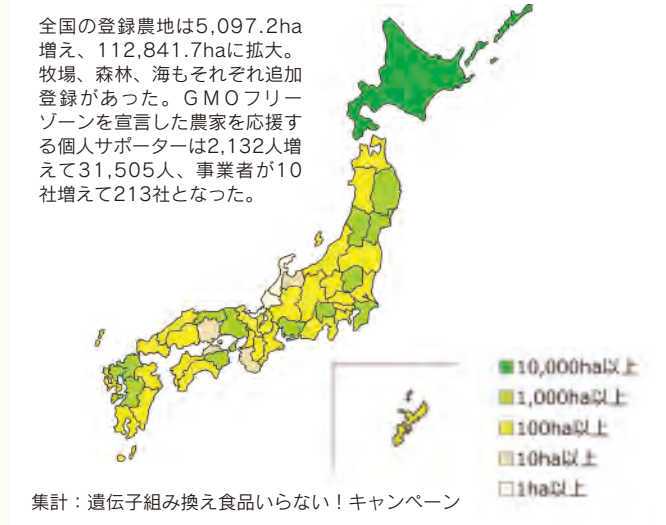 全国の登録農地は5,097.2ha
増え、112,841.7haに拡大。
牧場、森林、海もそれぞれ追加
登録があった。GMOフリー
ゾーンを宣言した農家を応援す
る個人サポーターは2,132人増
えて31,505人、事業者が10
社増えて213社となった。
10,000ha以上
1,000ha以上
100ha以上
10ha以上
1ha以上
集計:遺伝子組み換え食品いらない!キャンペーン